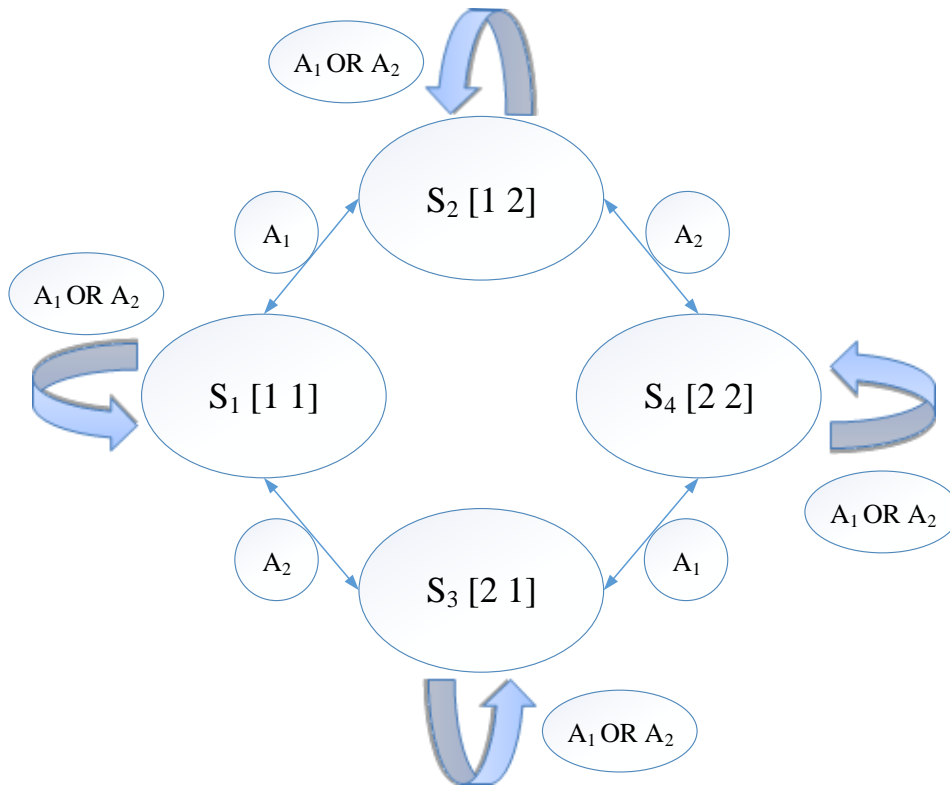 A₁ OR A₂
S₂ [1 2]
A₁
A₂
A₁ OR A₂
S₁ [1 1]
S₄ [2 2]
A₁ OR A₂
A₂
A₁
S₃ [2 1]
A₁ OR A₂